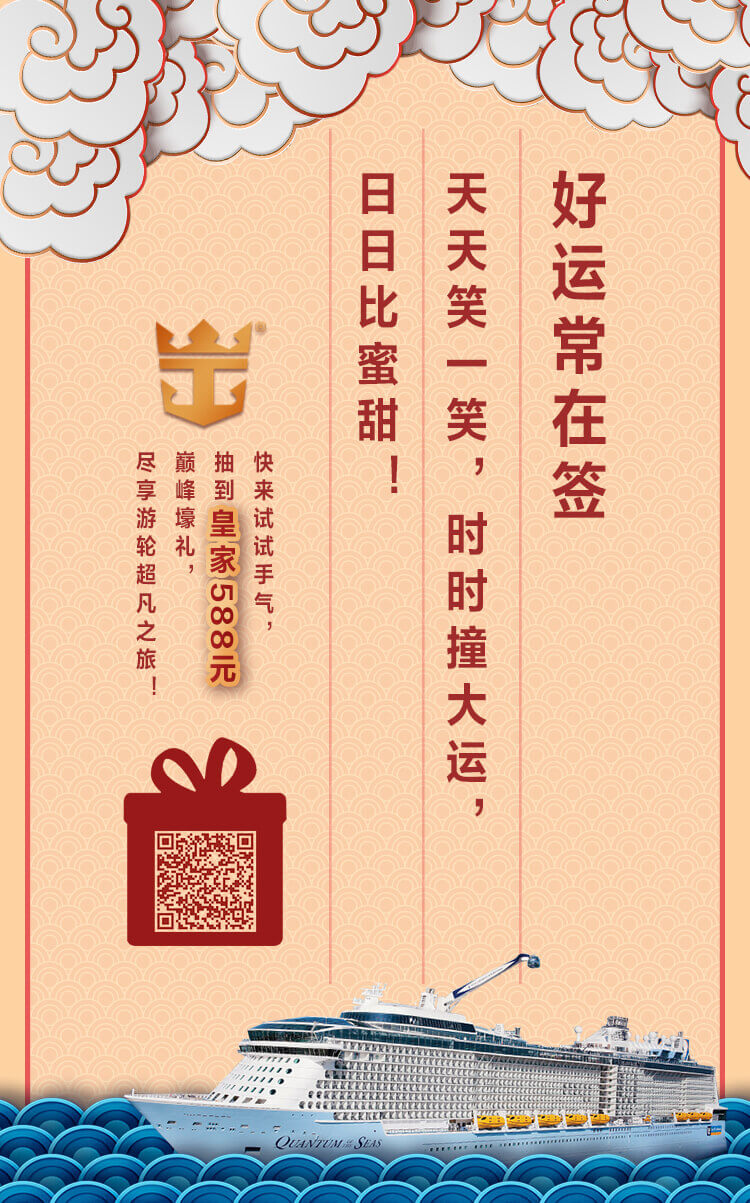 好运常在签
天天笑一笑，时时撞大运，
日日比蜜甜！
®
快来试试手气，
抽到皇家588元
巅峰壕礼，
尽享游轮超凡之旅！
QUANTUM OF THE SEAS